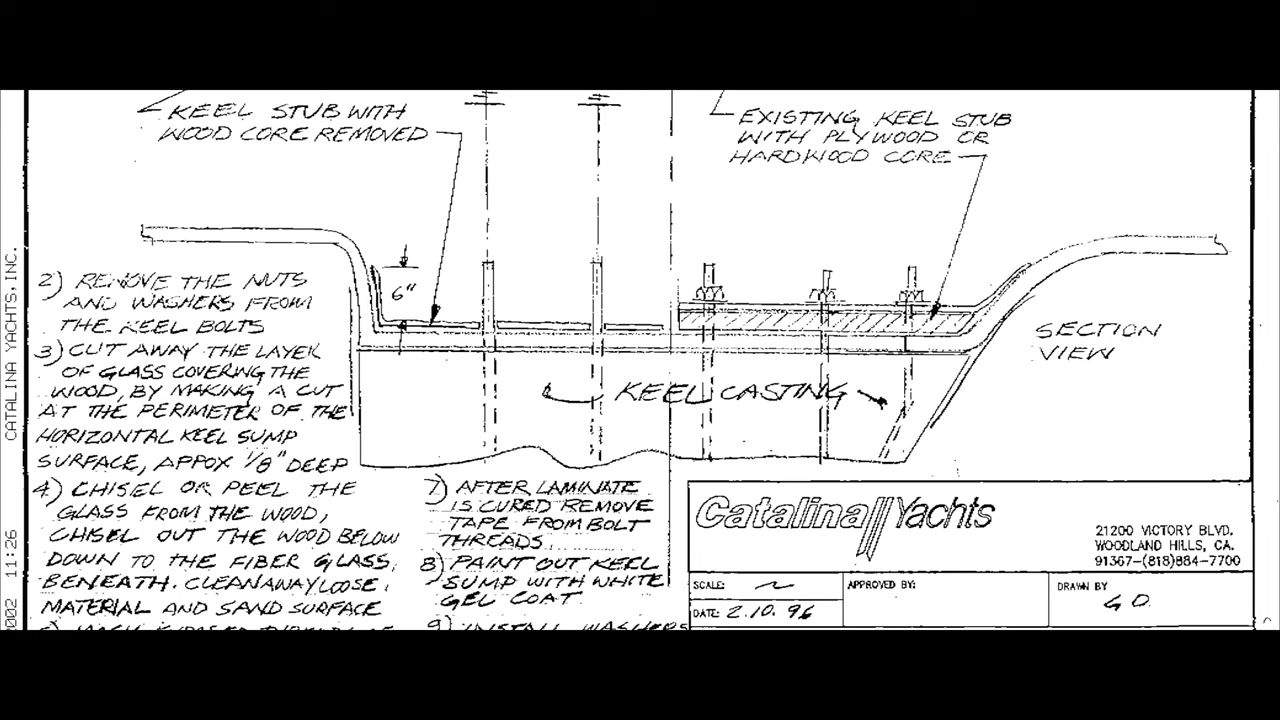 KEEL STUB WITH
WOOD CORE REMOVED
EXISTING KEEL STUB
WITH PLYWOOD OR
HARDWOOD CORE
6"
2) REMOVE THE NUTS
AND WASHERS FROM
THE KEEL BOLTS
3) CUT AWAY THE LAYER
OF GLASS COVERING THE
WOOD, BY MAKING A CUT
AT THE PERIMETER OF THE
HORIZONTAL KEEL SUMP
SURFACE, APPOX 1/8" DEEP
4) CHISEL OR PEEL THE
GLASS FROM THE WOOD,
CHISEL OUT THE WOOD BELOW
DOWN TO THE FIBER GLASS,
BENEATH. CLEAN AWAY LOOSE,
MATERIAL AND SAND SURFACE
KEEL CASTING
SECTION
VIEW
7) AFTER LAMINATE
IS CURED REMOVE
TAPE FROM BOLT
THREADS.
8) PAINT OUT KEEL
SUMP WITH WHITE
GEL COAT.
9) INSTALL WASHERS
Catalina Yachts
21200 VICTORY BLVD.
WOODLAND HILLS, CA.
91367-(818)884-7700
SCALE: ~
APPROVED BY:
DRAWN BY
G D.
DATE: 2.10.96
CATALINA YACHTS, INC.
002 11:26